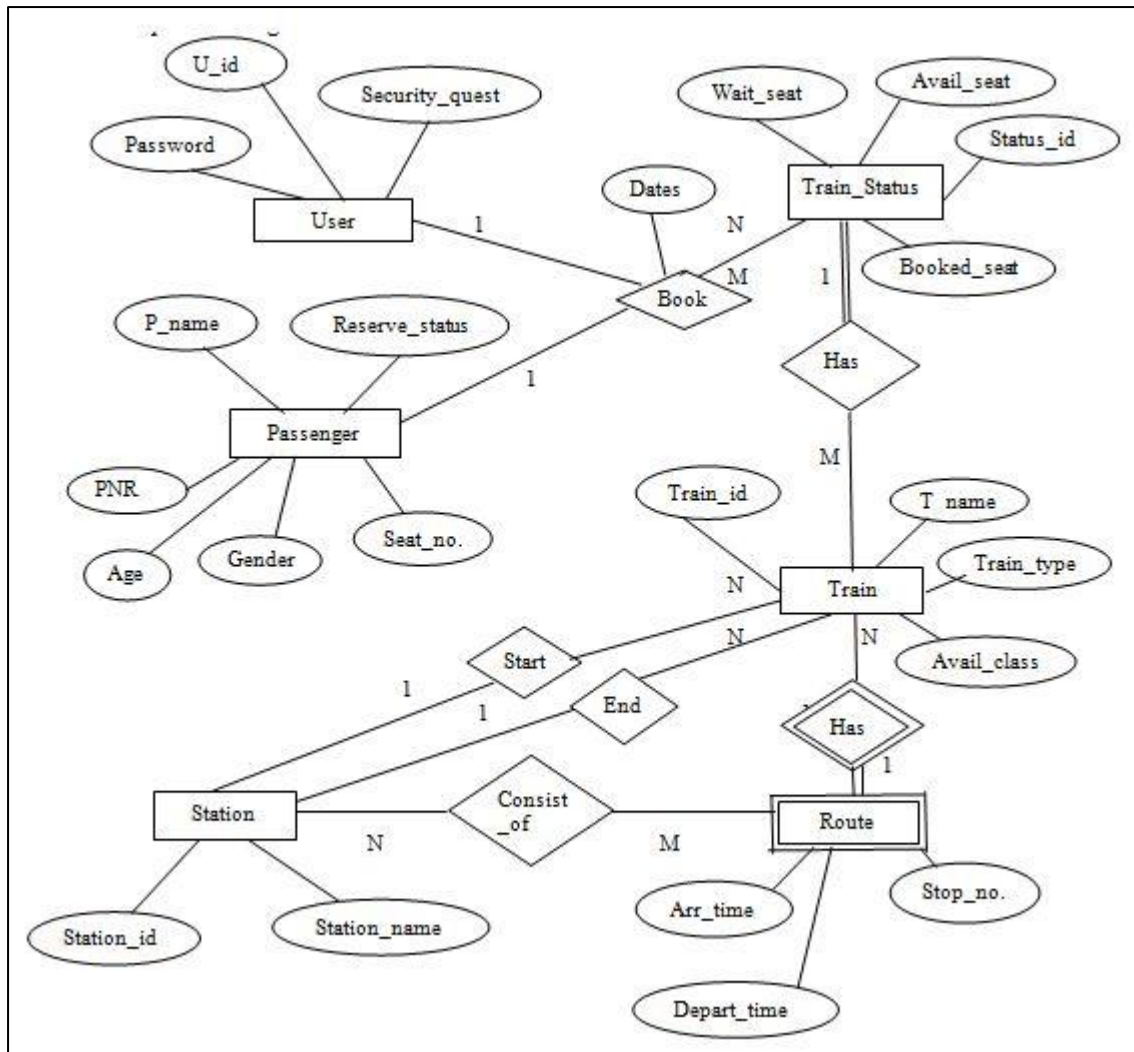 U_id
Security_quest
Password
User
Wait_seat
Avail_seat
Status_id
Train_Status
Dates
1
N
M
Book
Booked_seat
1
P_name
Reserve_status
1
Has
Passenger
M
PNR
Age
Gender
Seat_no.
Train_id
T_name
Train_type
Train
N
N
N
Avail_class
Start
End
1
1
Has
1
Station
Consist
_of
Route
N
M
Arr_time
Stop_no.
Station_id
Station_name
Depart_time